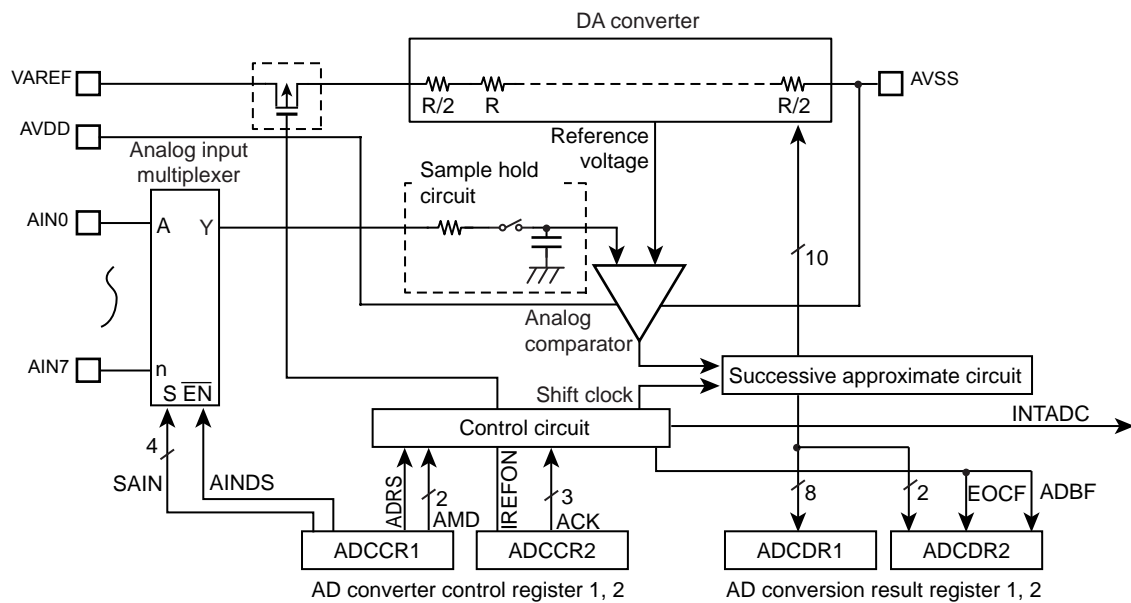 DA converter
VAREF
AVSS
R/2
R
R/2
AVDD
Reference
voltage
Analog input
multiplexer
Sample hold
circuit
AIN0
A
Y
10
Analog
comparator
AIN7
n
S EN
Successive approximate circuit
Shift clock
INTADC
Control circuit
4
SAIN
AINDS
ADRS
2
AMD
IREFON
3
ACK
8
2
EOCF
ADBF
ADCCR1
ADCCR2
ADCDR1
ADCDR2
AD converter control register 1, 2
AD conversion result register 1, 2